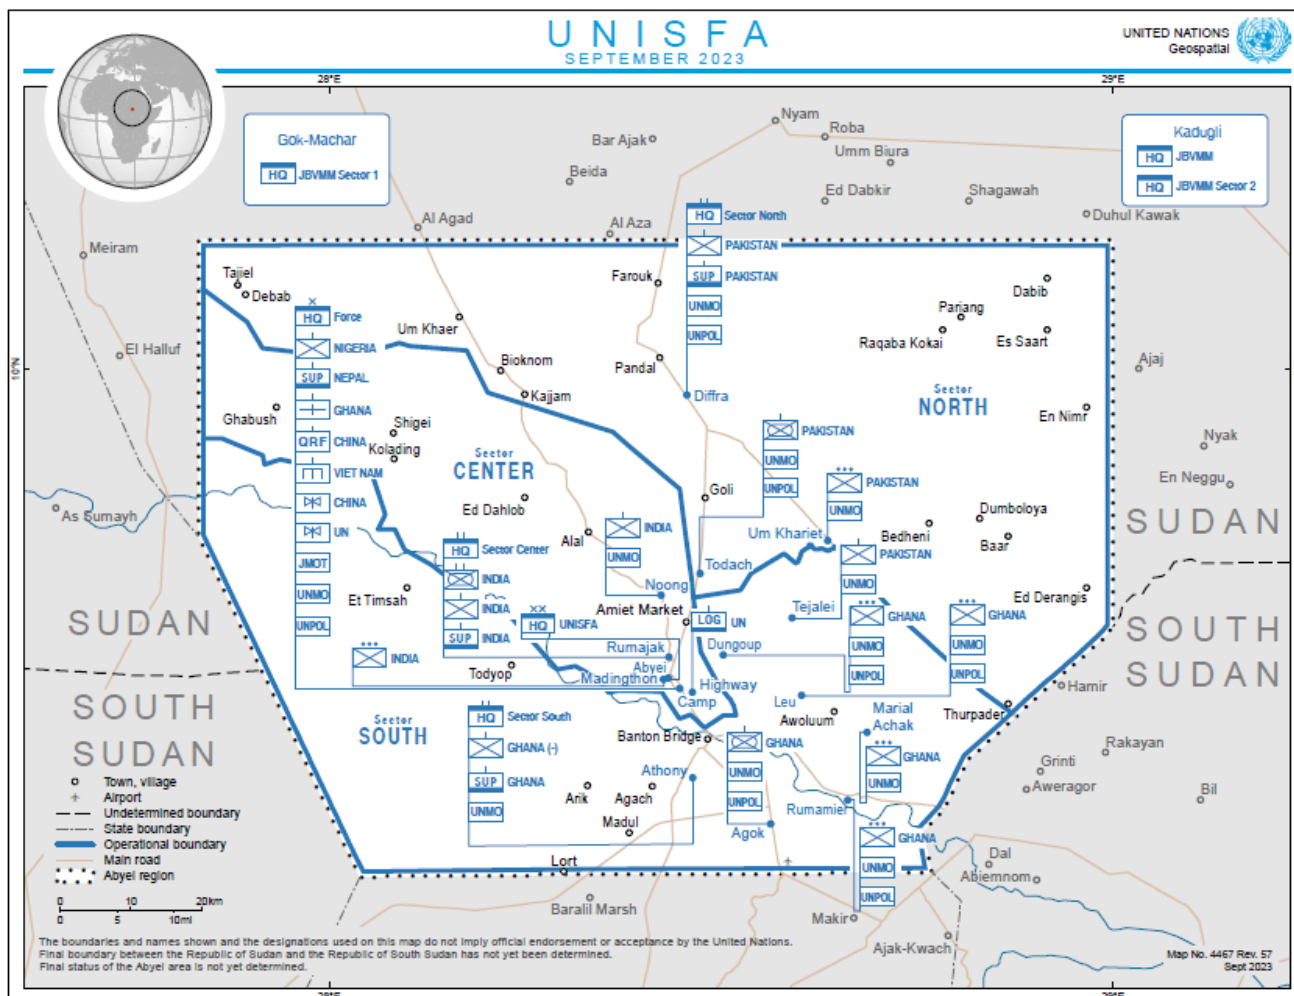 UNISFA
SEPTEMBER 2023
UNITED NATIONS
Geospatial
28°E
29°E
10°N
Gok-Machar
HQ JBVMM Sector 1
Kadugli
HQ JBVMM
HQ JBVMM Sector 2
Nyam
Roba
Bar Ajak
Umm Biura
Beida
Ed Dabkir
Shagawah
Duhul Kawak
Al Agad
Al Aza
Meiram
HQ Sector North
PAKISTAN
SUP PAKISTAN
UNMO
UNPOL
Diffra
Tajiel
Debab
Farouk
Dabib
Pariang
Um Khaer
Raqaba Kokai
Es Saart
El Halluf
Bioknom
Pandal
Ajaj
Kajjam
Sector
NORTH
En Nimr
Ghabush
Shigei
Kolading
Nyak
En Neggu
HQ Force
NIGERIA
SUP NEPAL
GHANA
QRF CHINA
VIET NAM
CHINA
UN
JMOT
UNMO
UNPOL
Sector
CENTER
Ed Dahlob
Alal
Goli
As Sumayh
PAKISTAN
UNMO
UNPOL
Todach
PAKISTAN
UNMO
Um Khariet
Bedheni
Dumboloya
Baar
SUDAN
INDIA
UNMO
Noong
PAKISTAN
UNMO
Tejalei
HQ Sector Center
INDIA
INDIA
SUP INDIA
Et Timsah
Amiet Market
Ed Derangis
HQ UNISFA
LOG UN
GHANA
UNMO
UNPOL
GHANA
UNMO
UNPOL
SUDAN
SOUTH
SUDAN
INDIA
Rumajak
Dungoup
Abyei
Todyop
Madingthon
Highway
Camp
Leu
Hamir
SOUTH
SUDAN
Sector
SOUTH
HQ Sector South
GHANA (-)
SUP GHANA
UNMO
Awoluum
Marial
Achak
Thurpader
Banton Bridge
GHANA
UNMO
UNPOL
GHANA
UNMO
Rakayan
Grinti
Aweragor
Bil
Athony
Arik
Agach
Madul
Rumamier
Agok
GHANA
UNMO
UNPOL
Lort
Dal
Abiemnom
Baralil Marsh
Makir
Ajak-Kwach
Town, village
Airport
Undetermined boundary
State boundary
Operational boundary
Main road
Abyei region
0 10 20km
0 5 10mi
The boundaries and names shown and the designations used on this map do not imply official endorsement or acceptance by the United Nations.
Final boundary between the Republic of Sudan and the Republic of South Sudan has not yet been determined.
Final status of the Abyei area is not yet determined.
Map No. 4467 Rev. 57
Sept 2023